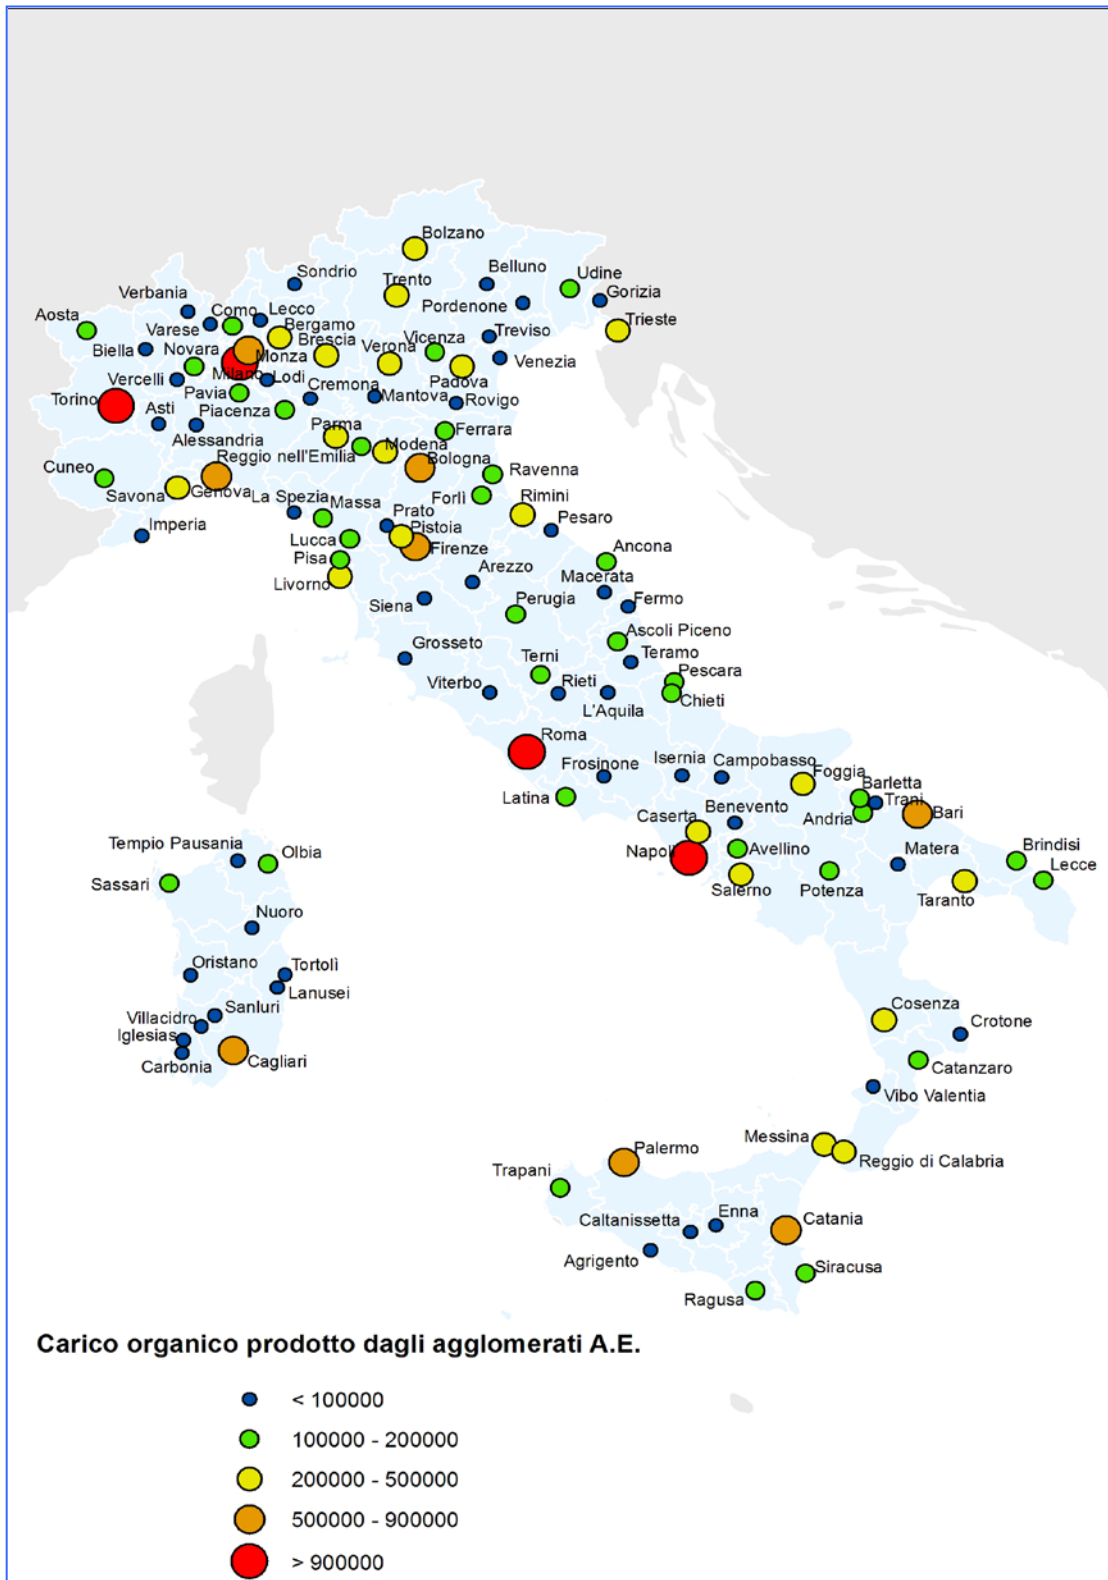 Bolzano
Sondrio
Belluno
Udine
Trento
Verbania
Pordenone
Gorizia
Aosta
Como
Lecco
Trieste
Varese
Bergamo
Treviso
Brescia
Vicenza
Biella
Novara
Monza
Verona
Venezia
Milano
Lodi
Vercelli
Padova
Cremona
Pavia
Mantova
Torino
Rovigo
Asti
Piacenza
Parma
Ferrara
Alessandria
Modena
Reggio nell'Emilia
Bologna
Cuneo
Ravenna
Savona
Genova
La Spezia
Massa
Forlì
Rimini
Imperia
Prato
Pesaro
Pistoia
Lucca
Firenze
Ancona
Pisa
Arezzo
Macerata
Livorno
Siena
Perugia
Fermo
Ascoli Piceno
Grosseto
Teramo
Terni
Pescara
Viterbo
Rieti
Chieti
L'Aquila
Roma
Isernia
Campobasso
Frosinone
Foggia
Barletta
Latina
Trani
Benevento
Caserta
Andria
Bari
Tempio Pausania
Olbia
Napoli
Avellino
Matera
Brindisi
Lecce
Sassari
Salerno
Potenza
Taranto
Nuoro
Oristano
Tortolì
Lanusei
Sanluri
Cosenza
Villacidro
Crotone
Iglesias
Cagliari
Carbonia
Catanzaro
Vibo Valentia
Messina
Palermo
Reggio di Calabria
Trapani
Enna
Caltanissetta
Catania
Agrigento
Siracusa
Ragusa
Carico organico prodotto dagli agglomerati A.E.
< 100000
100000 - 200000
200000 - 500000
500000 - 900000
> 900000